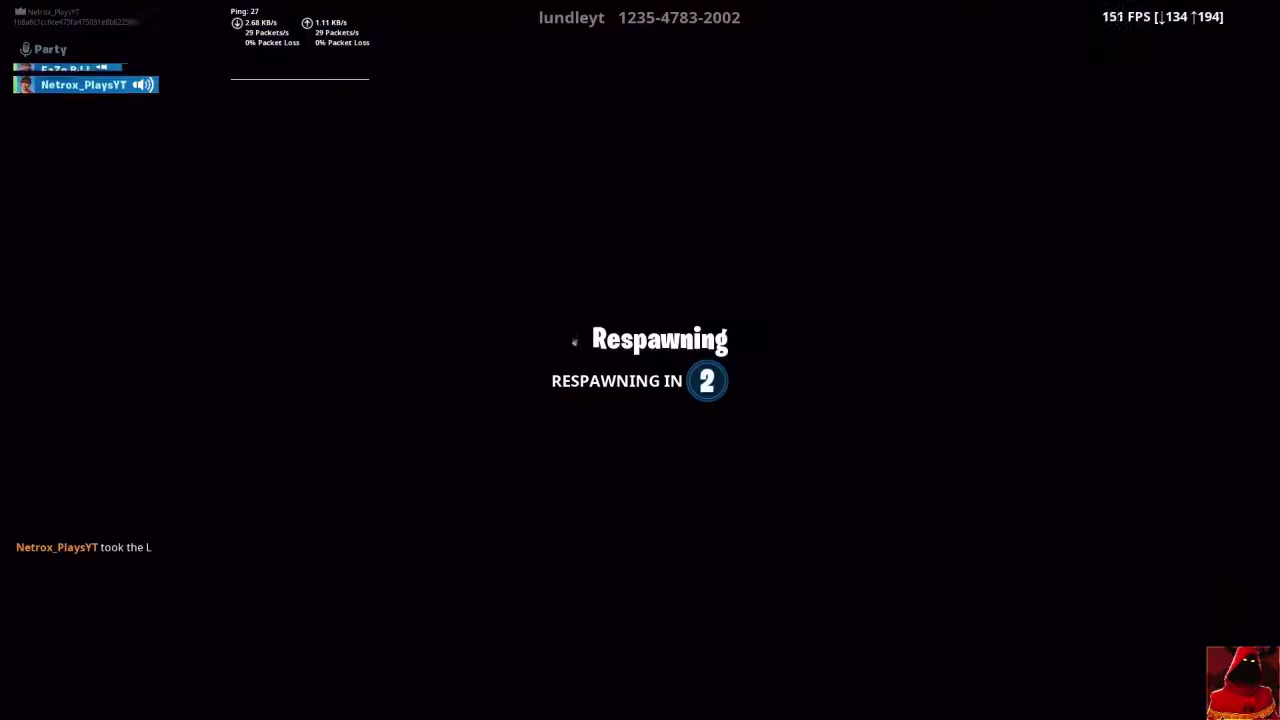 Netrox_PlaysYT
Party
Netrox_PlaysYT
Ping: 27
2.68 KB/s
29 Packets/s
0% Packet Loss
1.11 KB/s
29 Packets/s
0% Packet Loss
lundleyt 1235-4783-2002
151 FPS [↓134 ↑194]
Respawning
RESPAWNING IN 2
Netrox_PlaysYT took the L